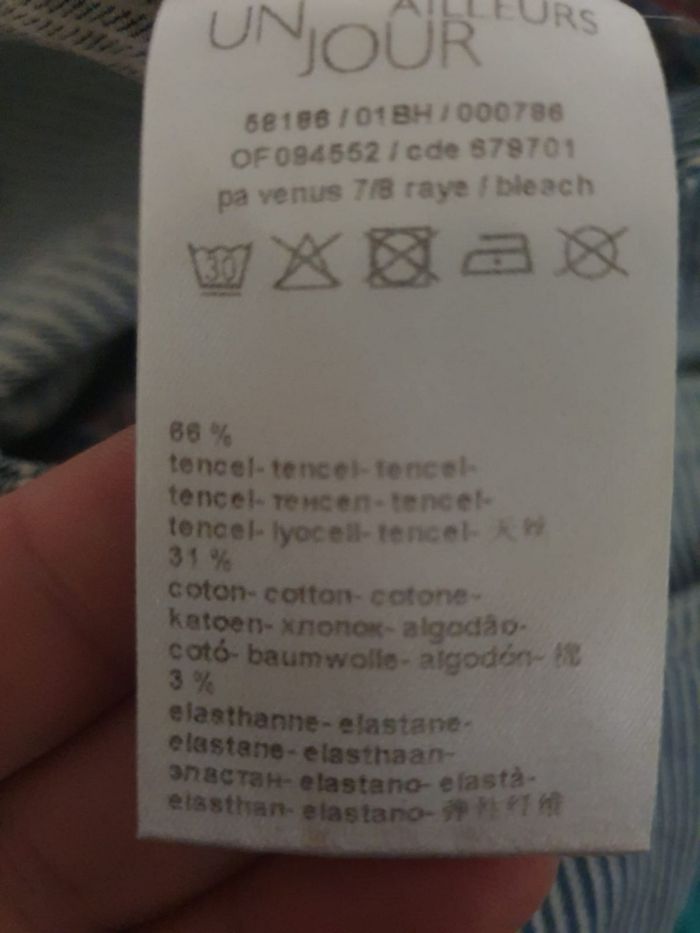 UN JOUR AILLEURS
58186 / 01BH / 000786
OF094552 / cde 679701
pa venus 7/8 raye / bleach
30
66 %
tencel- tencel- tencel-
tencel- тенсел- tencel-
tencel- lyocell- tencel- 天丝
31 %
coton- cotton- cotone-
katoen- хлопок- algodão-
cotó- baumwolle- algodón- 棉
3 %
elasthanne- elastane-
elastane- elasthaan-
эластан- elastano- elastà-
elasthan- elastano- 弹性纤维